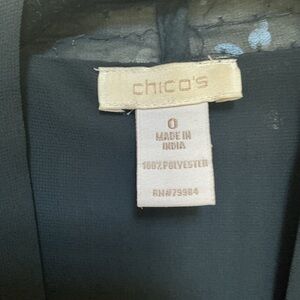 chico's
0
MADE IN
INDIA
100% POLYESTER
RN#79984